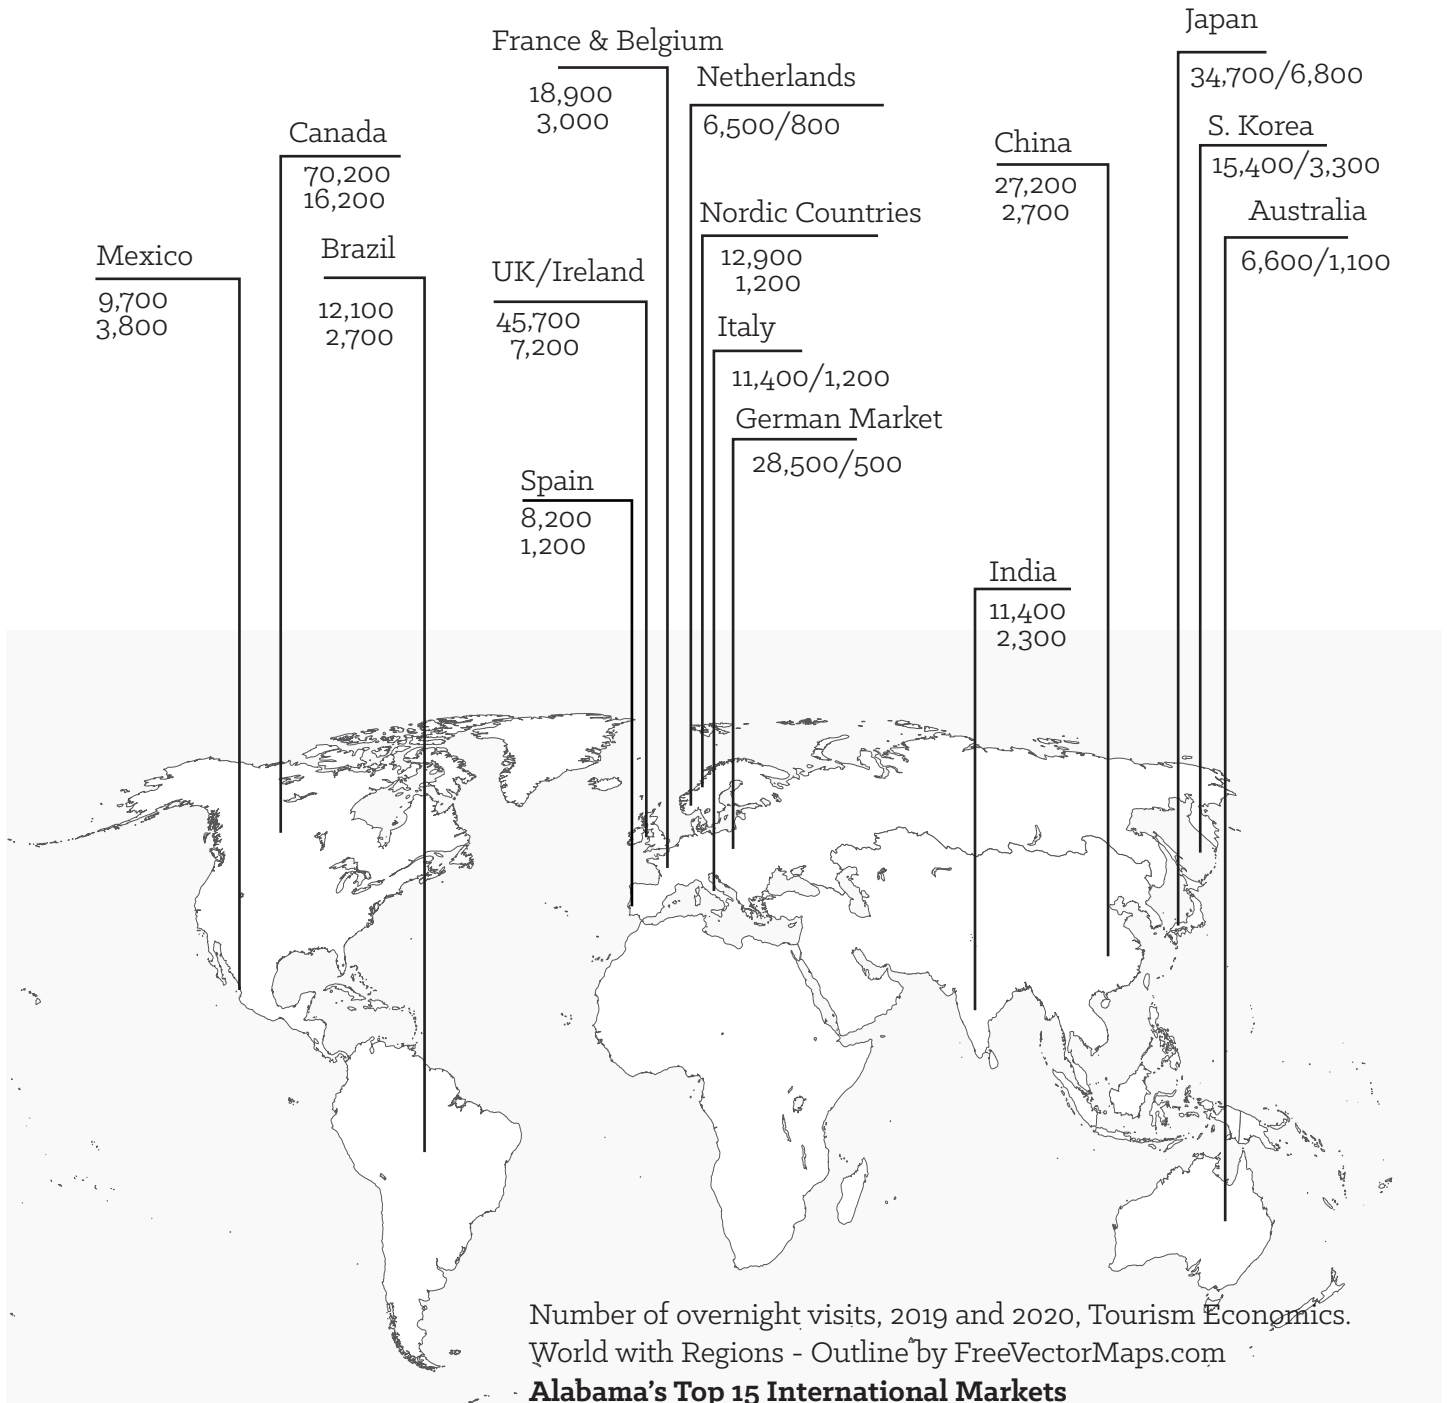 Japan
34,700/6,800
France & Belgium
18,900
3,000
Netherlands
6,500/800
Canada
70,200
16,200
China
27,200
2,700
S. Korea
15,400/3,300
Australia
6,600/1,100
Nordic Countries
12,900
1,200
Mexico
9,700
3,800
Brazil
12,100
2,700
UK/Ireland
45,700
7,200
Italy
11,400/1,200
German Market
28,500/500
Spain
8,200
1,200
India
11,400
2,300
Number of overnight visits, 2019 and 2020, Tourism Economics.
World with Regions - Outline by FreeVectorMaps.com
Alabama's Top 15 International Markets